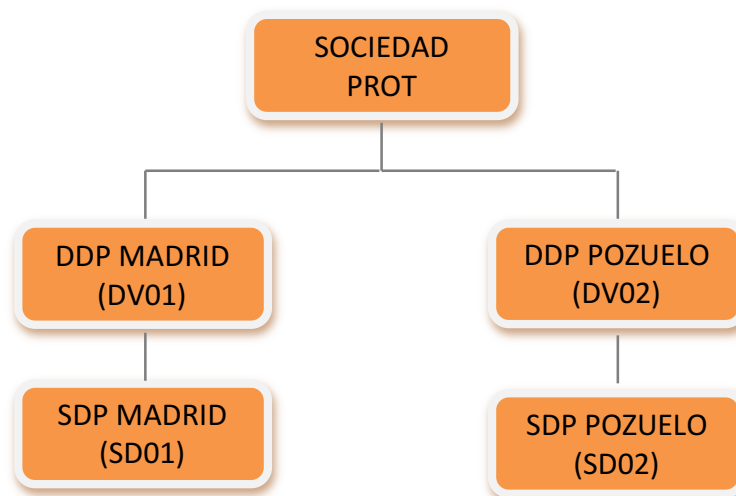 SOCIEDAD
PROT
DDP MADRID
(DV01)
DDP POZUELO
(DV02)
SDP MADRID
(SD01)
SDP POZUELO
(SD02)